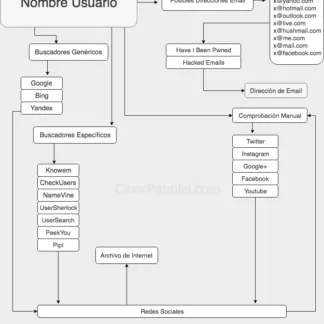 Nombre Usuario
Posibles Direcciones Email
x@yahoo.com
x@hotmail.com
x@outlook.com
x@live.com
x@hushmail.com
x@me.com
x@mail.com
x@facebook.com
Buscadores Genéricos
Have I Been Pwned
Hacked Emails
Google
Bing
Yandex
Dirección de Email
Comprobación Manual
Buscadores Específicos
Twitter
Instagram
Google+
Facebook
Youtube
Knowem
CheckUsers
NameVine
UserSherlock
UserSearch
PeekYou
Pipl
CiberPatrulla.com
Archivo de Internet
Redes Sociales